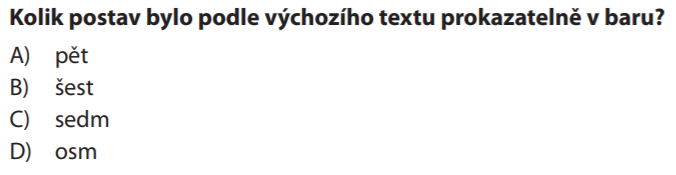 Kolik postav bylo podle výchozího textu prokazatelně v baru?
A) pět
B) šest
C) sedm
D) osm